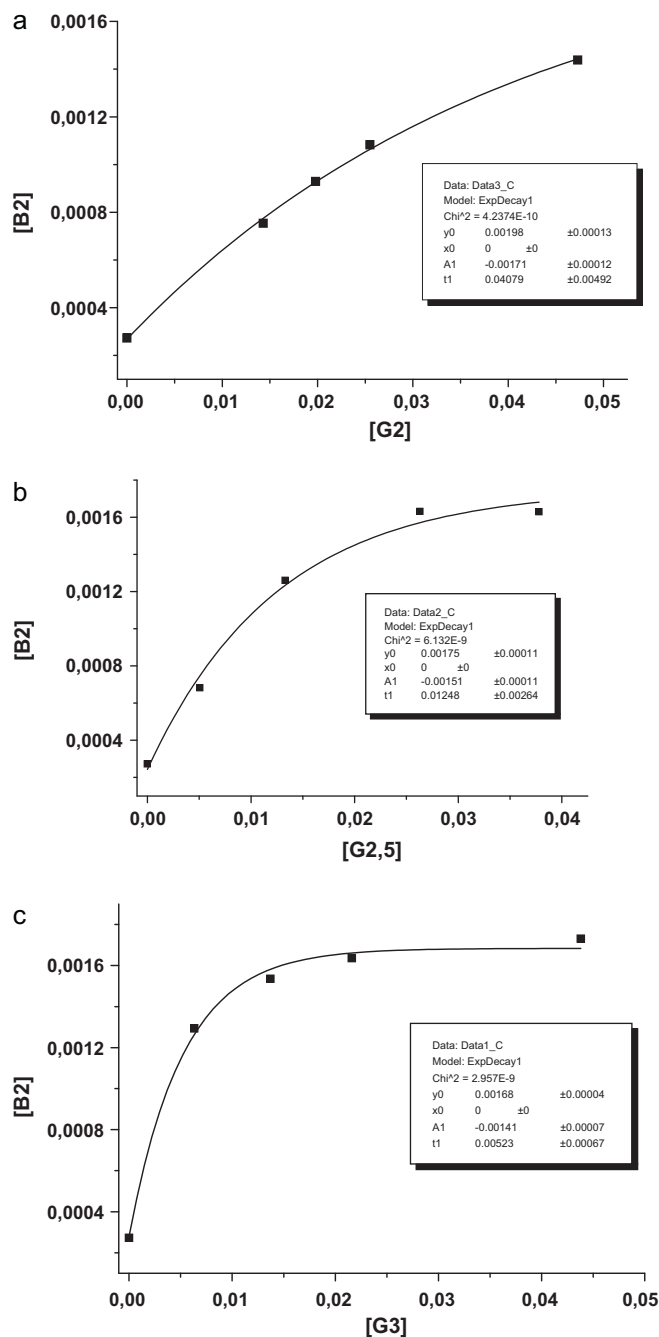 a
0,0016
0,0012
0,0008
0,0004
[B2]
Data: Data3_C
Model: ExpDecay1
Chi^2 = 4.2374E-10
y0 0.00198 ±0.00013
x0 0 ±0
A1 -0.00171 ±0.00012
t1 0.04079 ±0.00492
0,00 0,01 0,02 0,03 0,04 0,05
[G2]
b
0,0016
0,0012
0,0008
0,0004
[B2]
Data: Data2_C
Model: ExpDecay1
Chi^2 = 6.132E-9
y0 0.00175 ±0.00011
x0 0 ±0
A1 -0.00151 ±0.00011
t1 0.01248 ±0.00264
0,00 0,01 0,02 0,03 0,04
[G2,5]
c
0,0016
0,0012
0,0008
0,0004
[B2]
Data: Data1_C
Model: ExpDecay1
Chi^2 = 2.957E-9
y0 0.00168 ±0.00004
x0 0 ±0
A1 -0.00141 ±0.00007
t1 0.00523 ±0.00067
0,00 0,01 0,02 0,03 0,04 0,05
[G3]